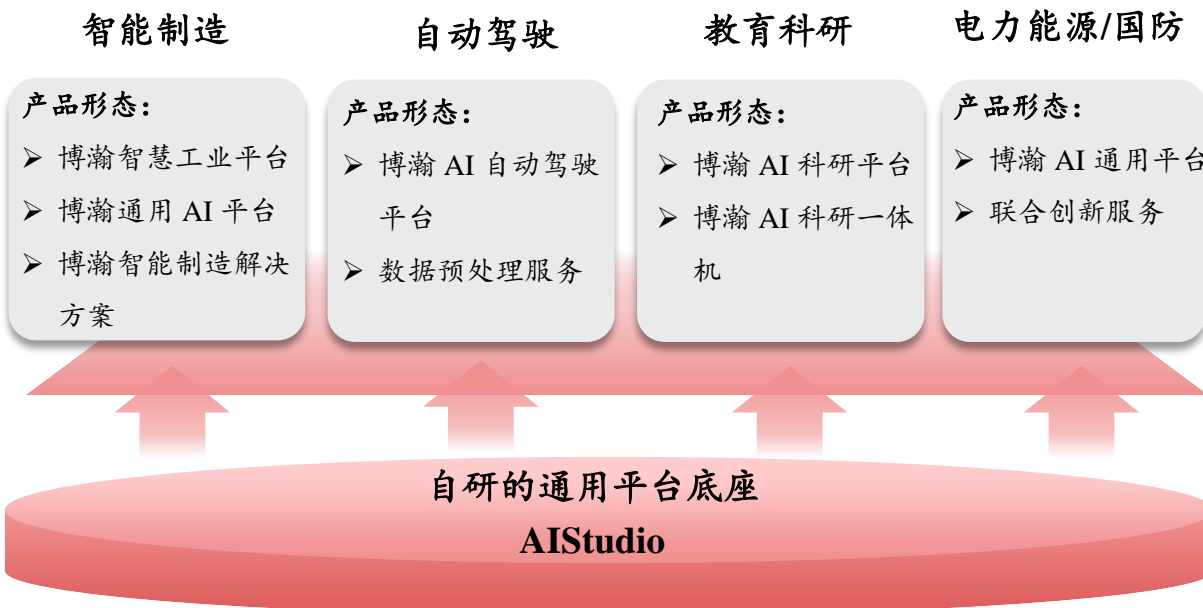 智能制造
自动驾驶
教育科研
电力能源/国防
产品形态：
➢ 博瀚智慧工业平台
➢ 博瀚通用 AI 平台
➢ 博瀚智能制造解决
方案
产品形态：
➢ 博瀚 AI 自动驾驶
平台
➢ 数据预处理服务
产品形态：
➢ 博瀚 AI 科研平台
➢ 博瀚 AI 科研一体
机
产品形态：
➢ 博瀚 AI 通用平台
➢ 联合创新服务
自研的通用平台底座
AIStudio